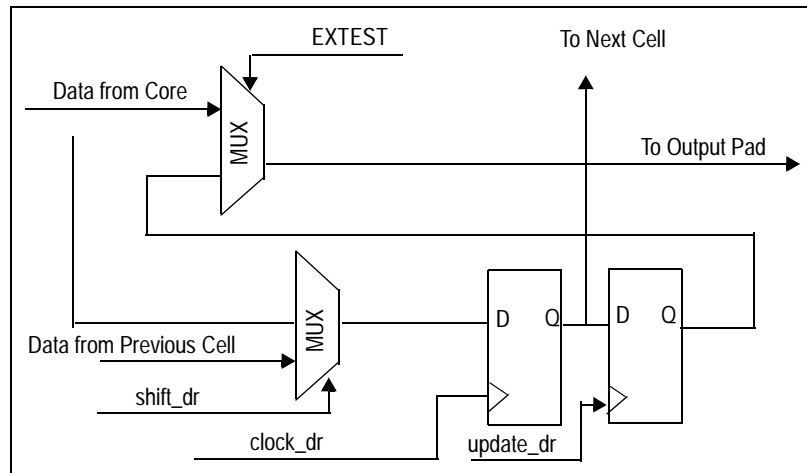 EXTEST
To Next Cell
Data from Core
MUX
To Output Pad
D Q
D Q
MUX
Data from Previous Cell
shift_dr
clock_dr
update_dr